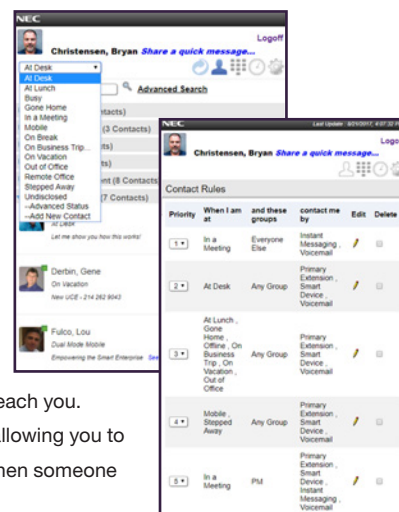 NEC
Logoff
Christensen, Bryan Share a quick message...
At Desk
At Desk
At Lunch
Busy
Gone Home
In a Meeting
Mobile
On Break
On Business Trip...
On Vacation
Out of Office
Remote Office
Stepped Away
Undisclosed
--Advanced Status
--Add New Contact
Advanced Search
(3 Contacts)
(8 Contacts)
(7 Contacts)
At Desk
Let me show you how this works!
Derbin, Gene
On Vacation
New UCE - 214 262 9043
Fulco, Lou
Dual Mode Mobile
Empowering the Smart Enterprise
NEC
Christensen, Bryan Share a quick message...
Contact Rules
Priority When I am at and these groups contact me by Edit Delete
1 In a Meeting Everyone Else Instant Messaging , Voicemail
2 At Desk Any Group Primary Extension , Smart Device , Voicemail
3 At Lunch , Gone Home , Offline , On Business Trip , On Vacation , Out of Office Any Group Primary Extension , Smart Device , Voicemail
4 Mobile , Stepped Away Any Group Primary Extension , Smart Device , Voicemail
5 In a Meeting PM Primary Extension , Smart Device , Instant Messaging , Voicemail
each you.
allowing you to
hen someone